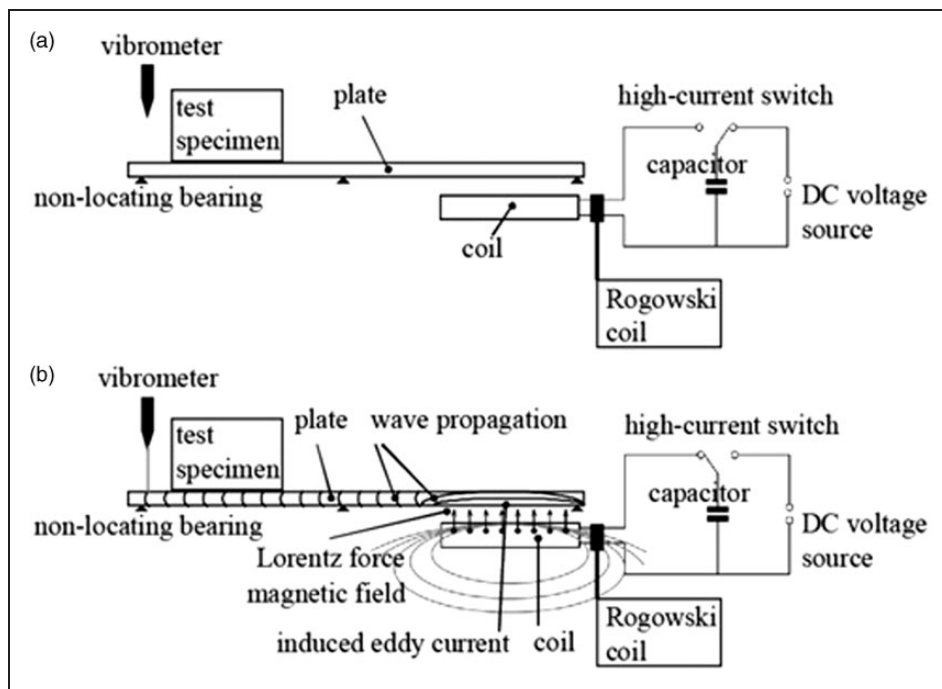 (a)
vibrometer
test
specimen
plate
high-current switch
capacitor
non-locating bearing
DC voltage
source
coil
Rogowski
coil
(b)
vibrometer
test
specimen
plate
wave propagation
high-current switch
capacitor
non-locating bearing
DC voltage
source
Lorentz force
magnetic field
induced eddy current
coil
Rogowski
coil